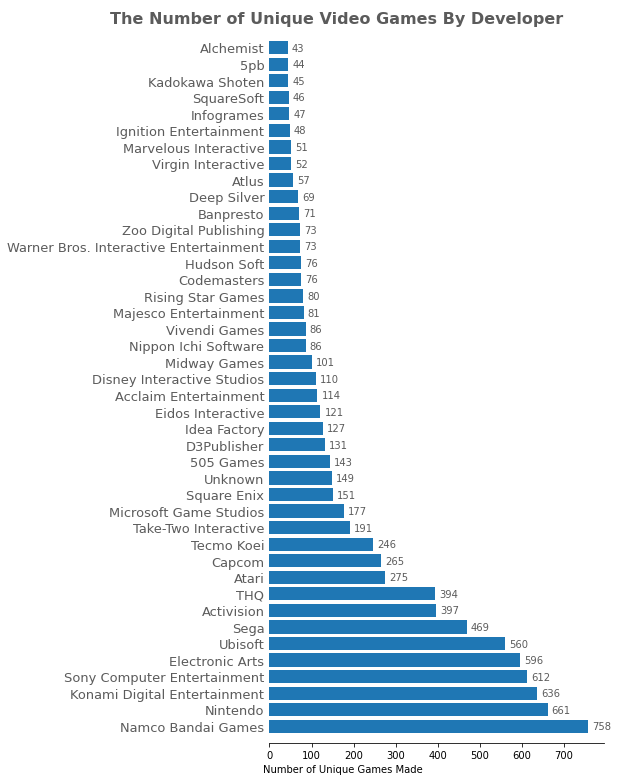 The Number of Unique Video Games By Developer
Alchemist 43
5pb 44
Kadokawa Shoten 45
SquareSoft 46
Infogrames 47
Ignition Entertainment 48
Marvelous Interactive 51
Virgin Interactive 52
Atlus 57
Deep Silver 69
Banpresto 71
Zoo Digital Publishing 73
Warner Bros. Interactive Entertainment 73
Hudson Soft 76
Codemasters 76
Rising Star Games 80
Majesco Entertainment 81
Vivendi Games 86
Nippon Ichi Software 86
Midway Games 101
Disney Interactive Studios 110
Acclaim Entertainment 114
Eidos Interactive 121
Idea Factory 127
D3Publisher 131
505 Games 143
Unknown 149
Square Enix 151
Microsoft Game Studios 177
Take-Two Interactive 191
Tecmo Koei 246
Capcom 265
Atari 275
THQ 394
Activision 397
Sega 469
Ubisoft 560
Electronic Arts 596
Sony Computer Entertainment 612
Konami Digital Entertainment 636
Nintendo 661
Namco Bandai Games 758
0 100 200 300 400 500 600 700
Number of Unique Games Made